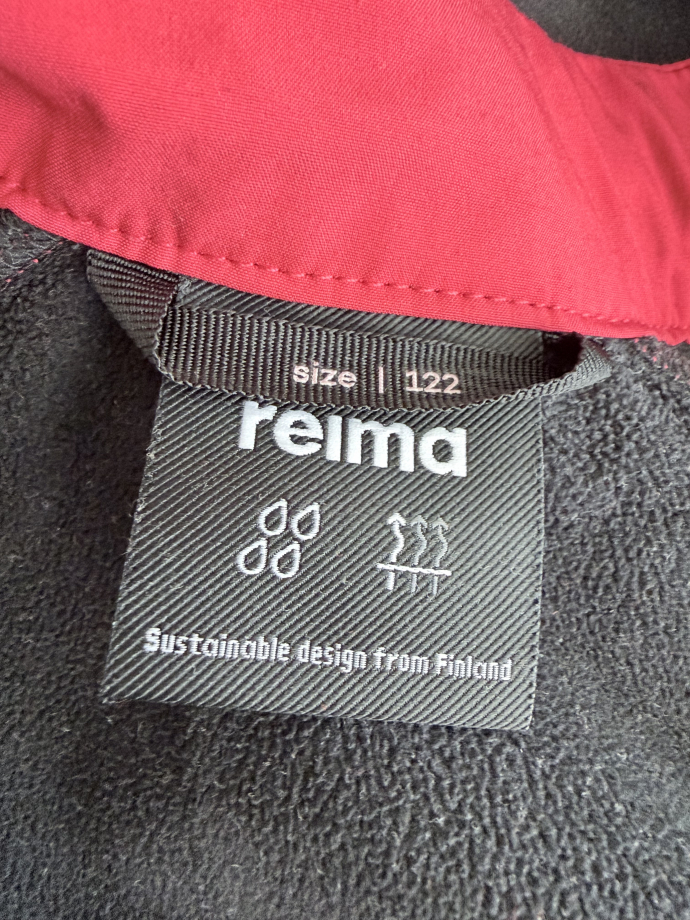 size | 122
reima
Sustainable design from Finland